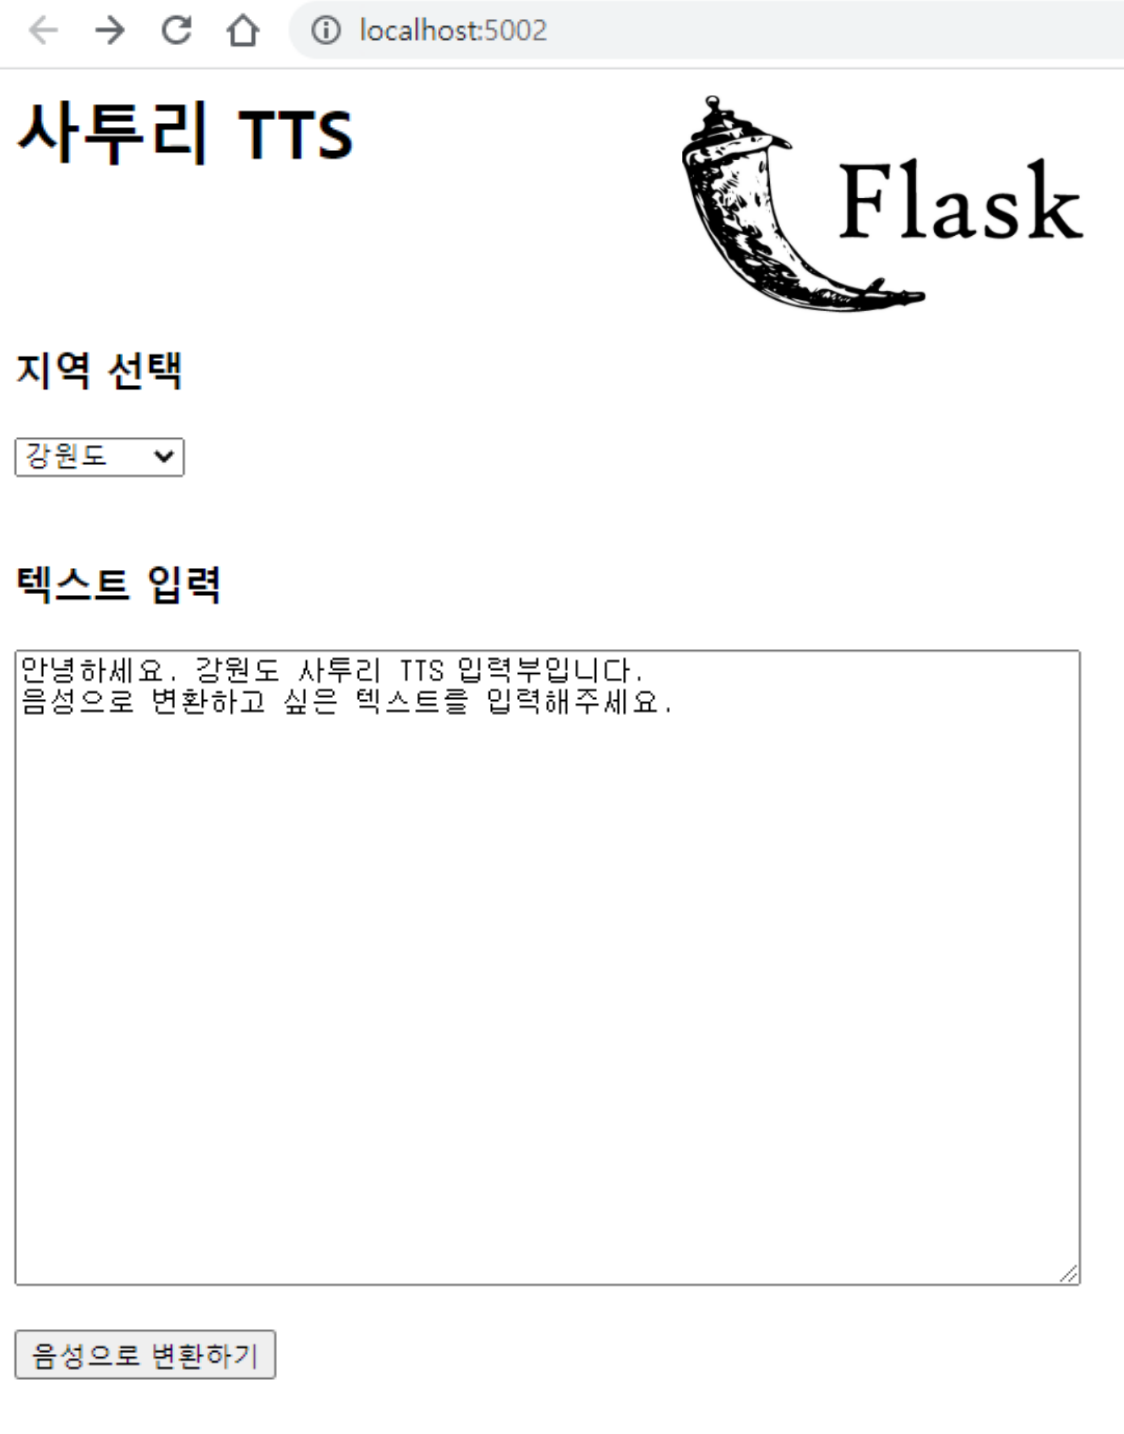 localhost:5002
사투리 TTS
Flask
지역 선택
강원도
텍스트 입력
안녕하세요. 강원도 사투리 TTS 입력부입니다.
음성으로 변환하고 싶은 텍스트를 입력해주세요.
음성으로 변환하기